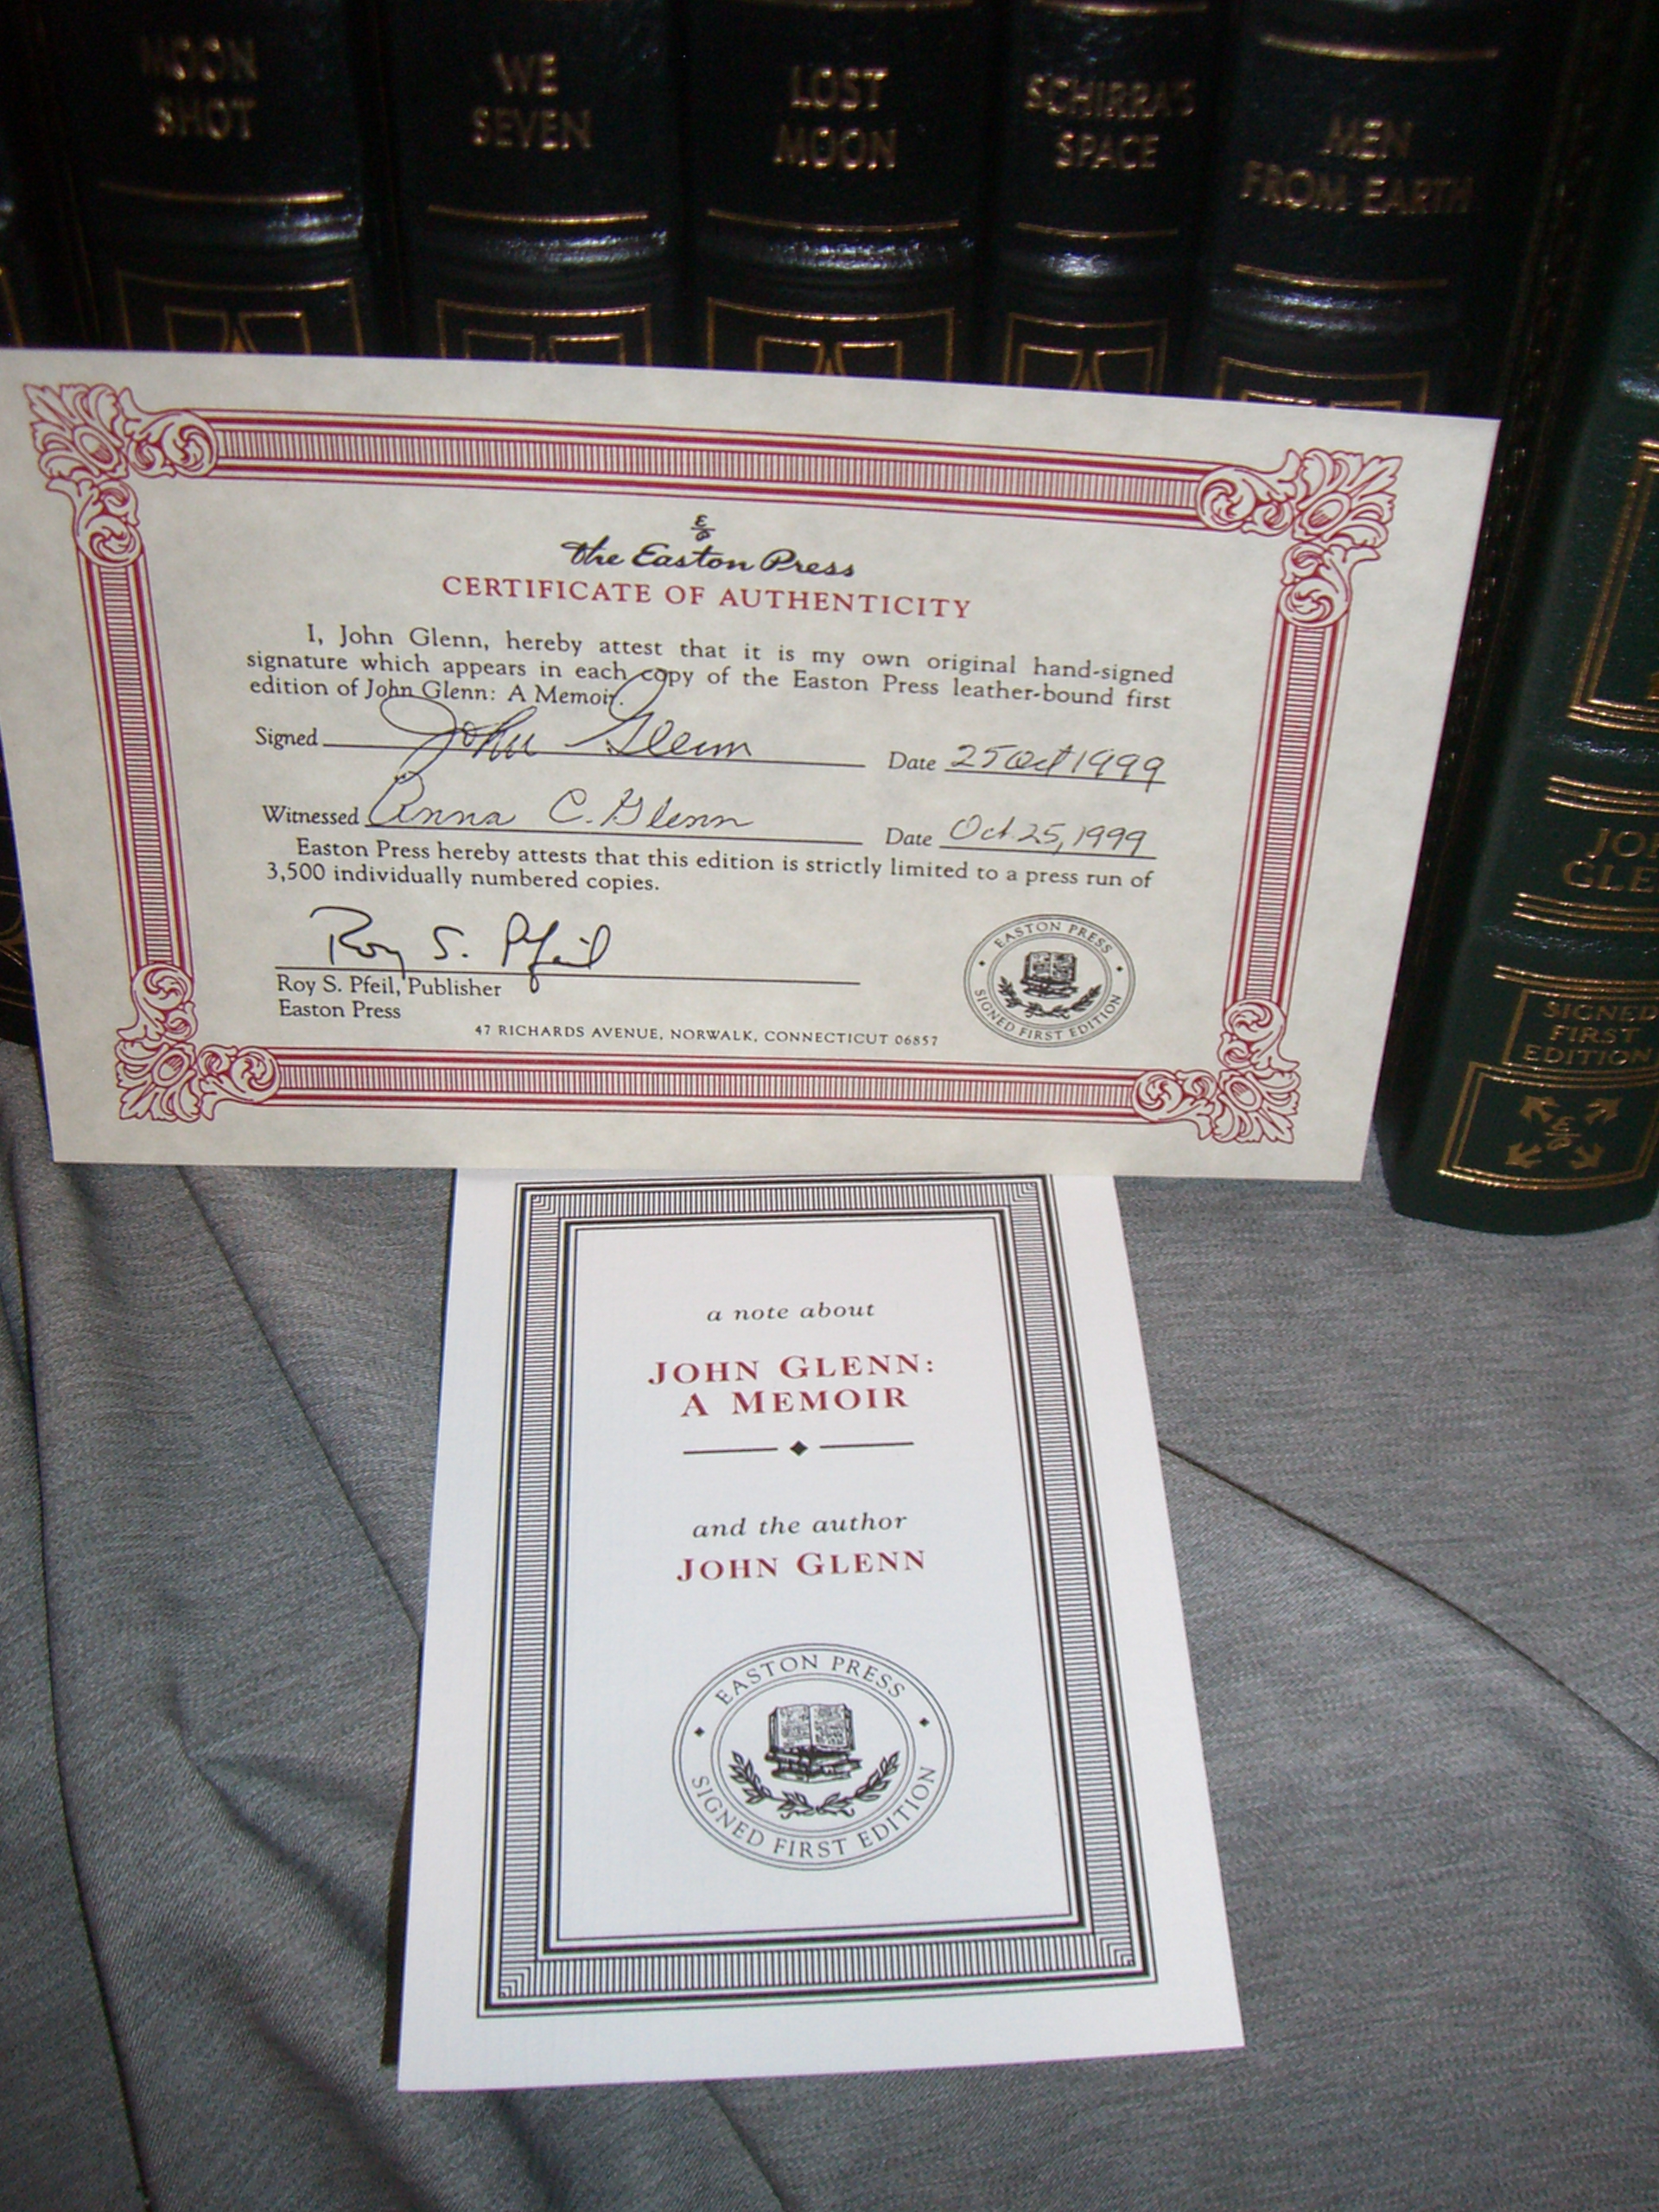 MOON
SHOT
WE
SEVEN
LOST
MOON
SCHIRRA'S
SPACE
MEN
FROM EARTH
the Easton Press
CERTIFICATE OF AUTHENTICITY
I, John Glenn, hereby attest that it is my own original hand-signed
signature which appears in each copy of the Easton Press leather-bound first
edition of John Glenn: A Memoir.
Signed John Glenn Date 25 Oct 1999
Witnessed Anna C. Glenn Date Oct. 25, 1999
Easton Press hereby attests that this edition is strictly limited to a press run of
3,500 individually numbered copies.
Roy S. Pfeil
Roy S. Pfeil, Publisher
Easton Press
47 RICHARDS AVENUE, NORWALK, CONNECTICUT 06857
EASTON PRESS
SIGNED FIRST EDITION
JO
GLE
SIGNED
FIRST
EDITION
a note about
JOHN GLENN:
A MEMOIR
and the author
JOHN GLENN
EASTON PRESS
SIGNED FIRST EDITION